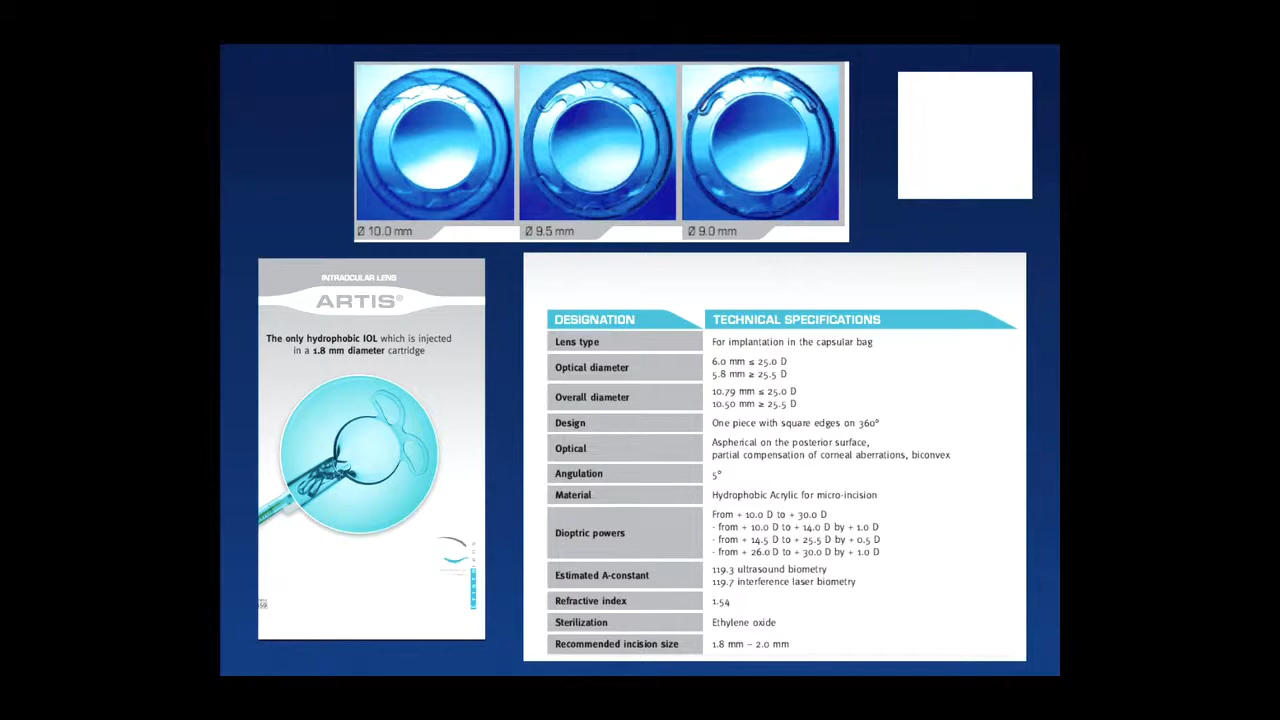 Ø 10.0 mm
Ø 9.5 mm
Ø 9.0 mm
INTRAOCULAR LENS
ARTIS®
The only hydrophobic IOL which is injected
in a 1.8 mm diameter cartridge
DESIGNATION
TECHNICAL SPECIFICATIONS
Lens type
For implantation in the capsular bag
Optical diameter
6.0 mm ≤ 25.0 D
5.8 mm ≥ 25.5 D
Overall diameter
10.79 mm ≤ 25.0 D
10.50 mm ≥ 25.5 D
Design
One piece with square edges on 360°
Optical
Aspherical on the posterior surface,
partial compensation of corneal aberrations, biconvex
Angulation
5°
Material
Hydrophobic Acrylic for micro-incision
Dioptric powers
From + 10.0 D to + 30.0 D
- from + 10.0 D to + 14.0 D by + 1.0 D
- from + 14.5 D to + 25.5 D by + 0.5 D
- from + 26.0 D to + 30.0 D by + 1.0 D
Estimated A-constant
119.3 ultrasound biometry
119.7 interference laser biometry
Refractive index
1.54
Sterilization
Ethylene oxide
Recommended incision size
1.8 mm – 2.0 mm